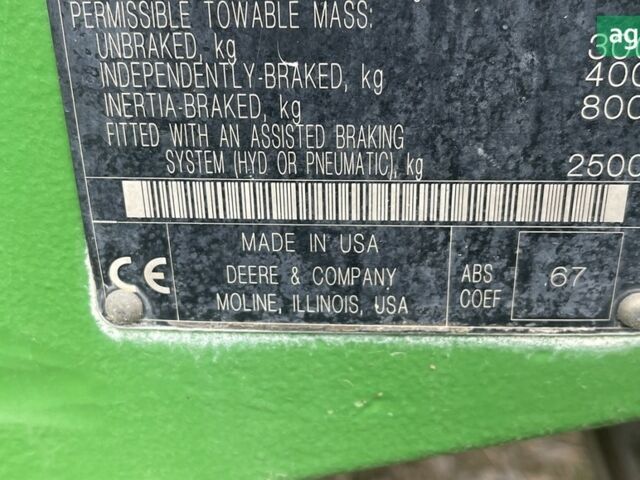 PERMISSIBLE TOWABLE MASS:
UNBRAKED, kg
INDEPENDENTLY-BRAKED, kg 400
INERTIA-BRAKED, kg 800
FITTED WITH AN ASSISTED BRAKING
SYSTEM (HYD OR PNEUMATIC), kg 2500
MADE IN USA
CE DEERE & COMPANY ABS .67
MOLINE, ILLINOIS, USA COEF
ag